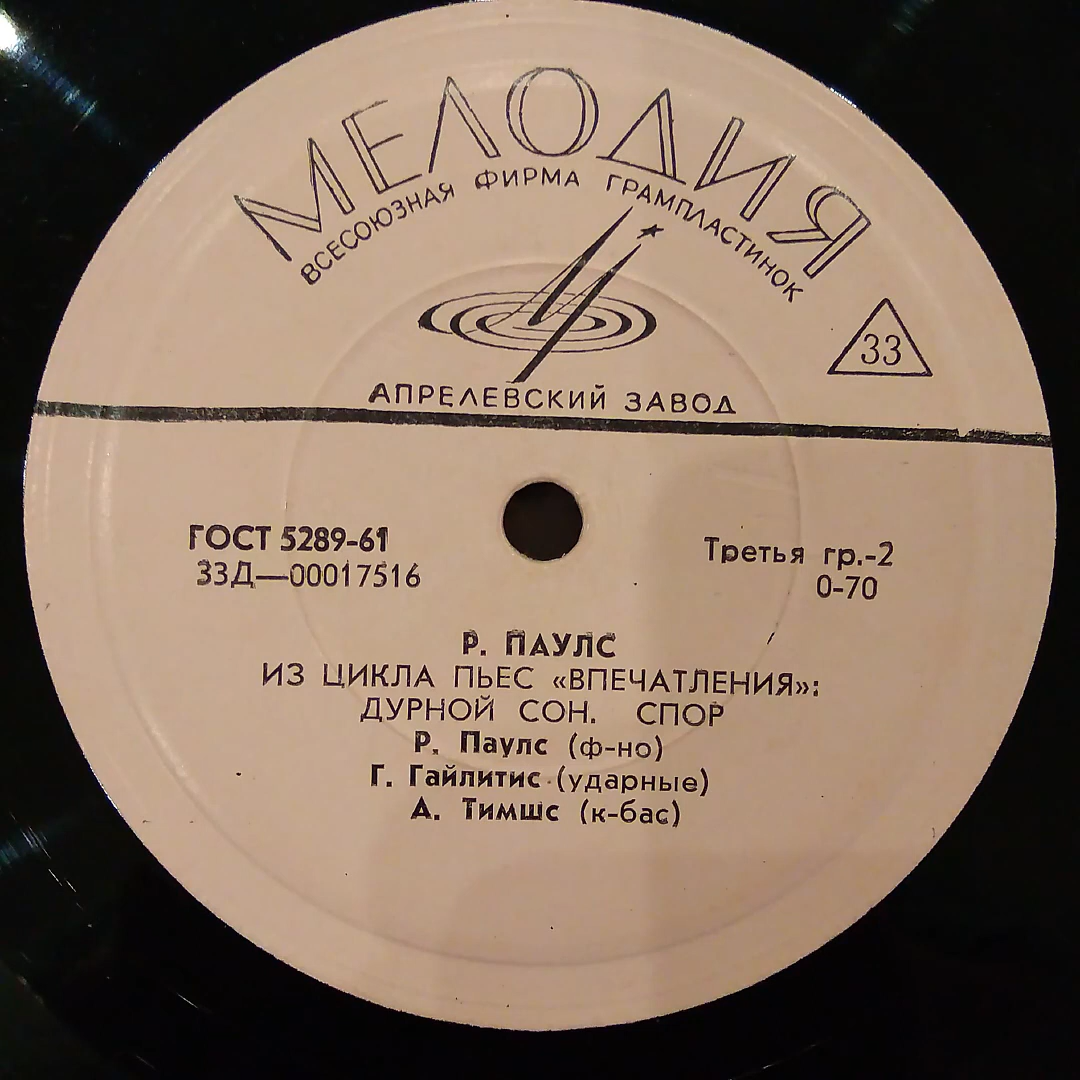 МЕЛОДИЯ
ВСЕСОЮЗНАЯ ФИРМА ГРАМПЛАСТИНОК
33
АПРЕЛЕВСКИЙ ЗАВОД
ГОСТ 5289-61
33Д—00017516
Третья гр.-2
0-70
Р. ПАУЛС
ИЗ ЦИКЛА ПЬЕС «ВПЕЧАТЛЕНИЯ»:
ДУРНОЙ СОН. СПОР
Р. Паулс (ф-но)
Г. Гайлитис (ударные)
А. Тимшс (к-бас)